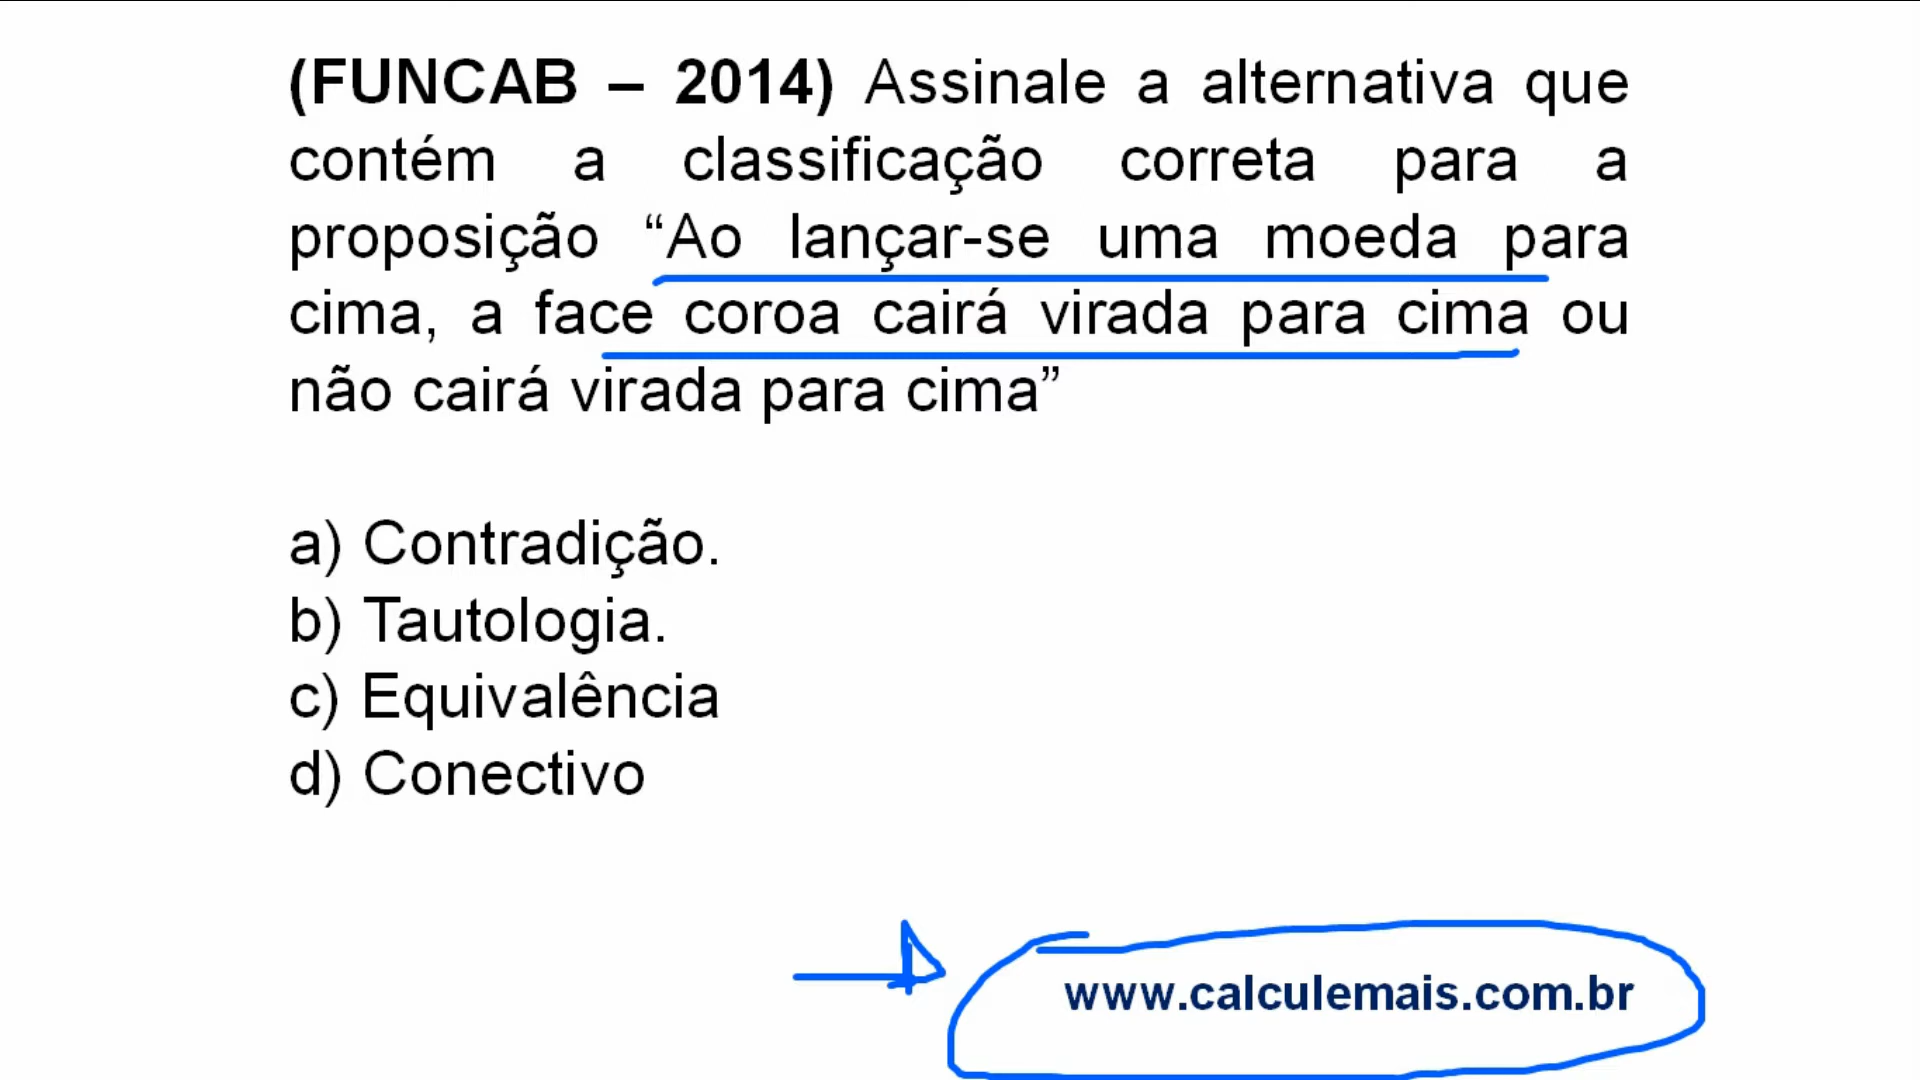 (FUNCAB – 2014) Assinale a alternativa que
contém a classificação correta para a
proposição “Ao lançar-se uma moeda para
cima, a face coroa cairá virada para cima ou
não cairá virada para cima”
a) Contradição.
b) Tautologia.
c) Equivalência
d) Conectivo
www.calculemais.com.br